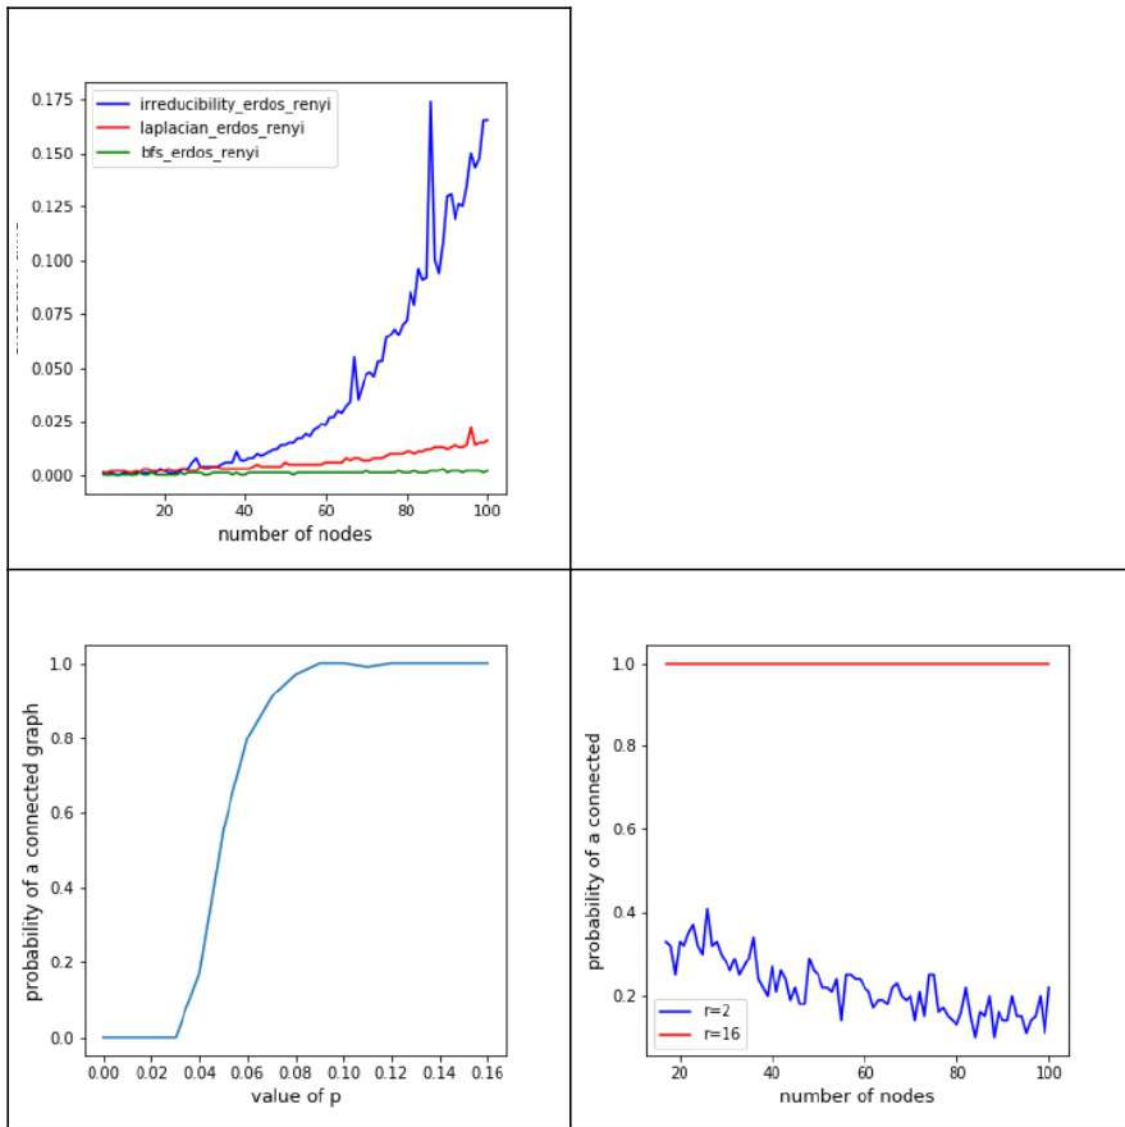 0.175
0.150
0.125
0.100
0.075
0.050
0.025
0.000
irreducibility_erdos_renyi
laplacian_erdos_renyi
bfs_erdos_renyi
20 40 60 80 100
number of nodes
probability of a connected graph
1.0
0.8
0.6
0.4
0.2
0.0
0.00 0.02 0.04 0.06 0.08 0.10 0.12 0.14 0.16
value of p
probability of a connected
1.0
0.8
0.6
0.4
0.2
r=2
r=16
20 40 60 80 100
number of nodes